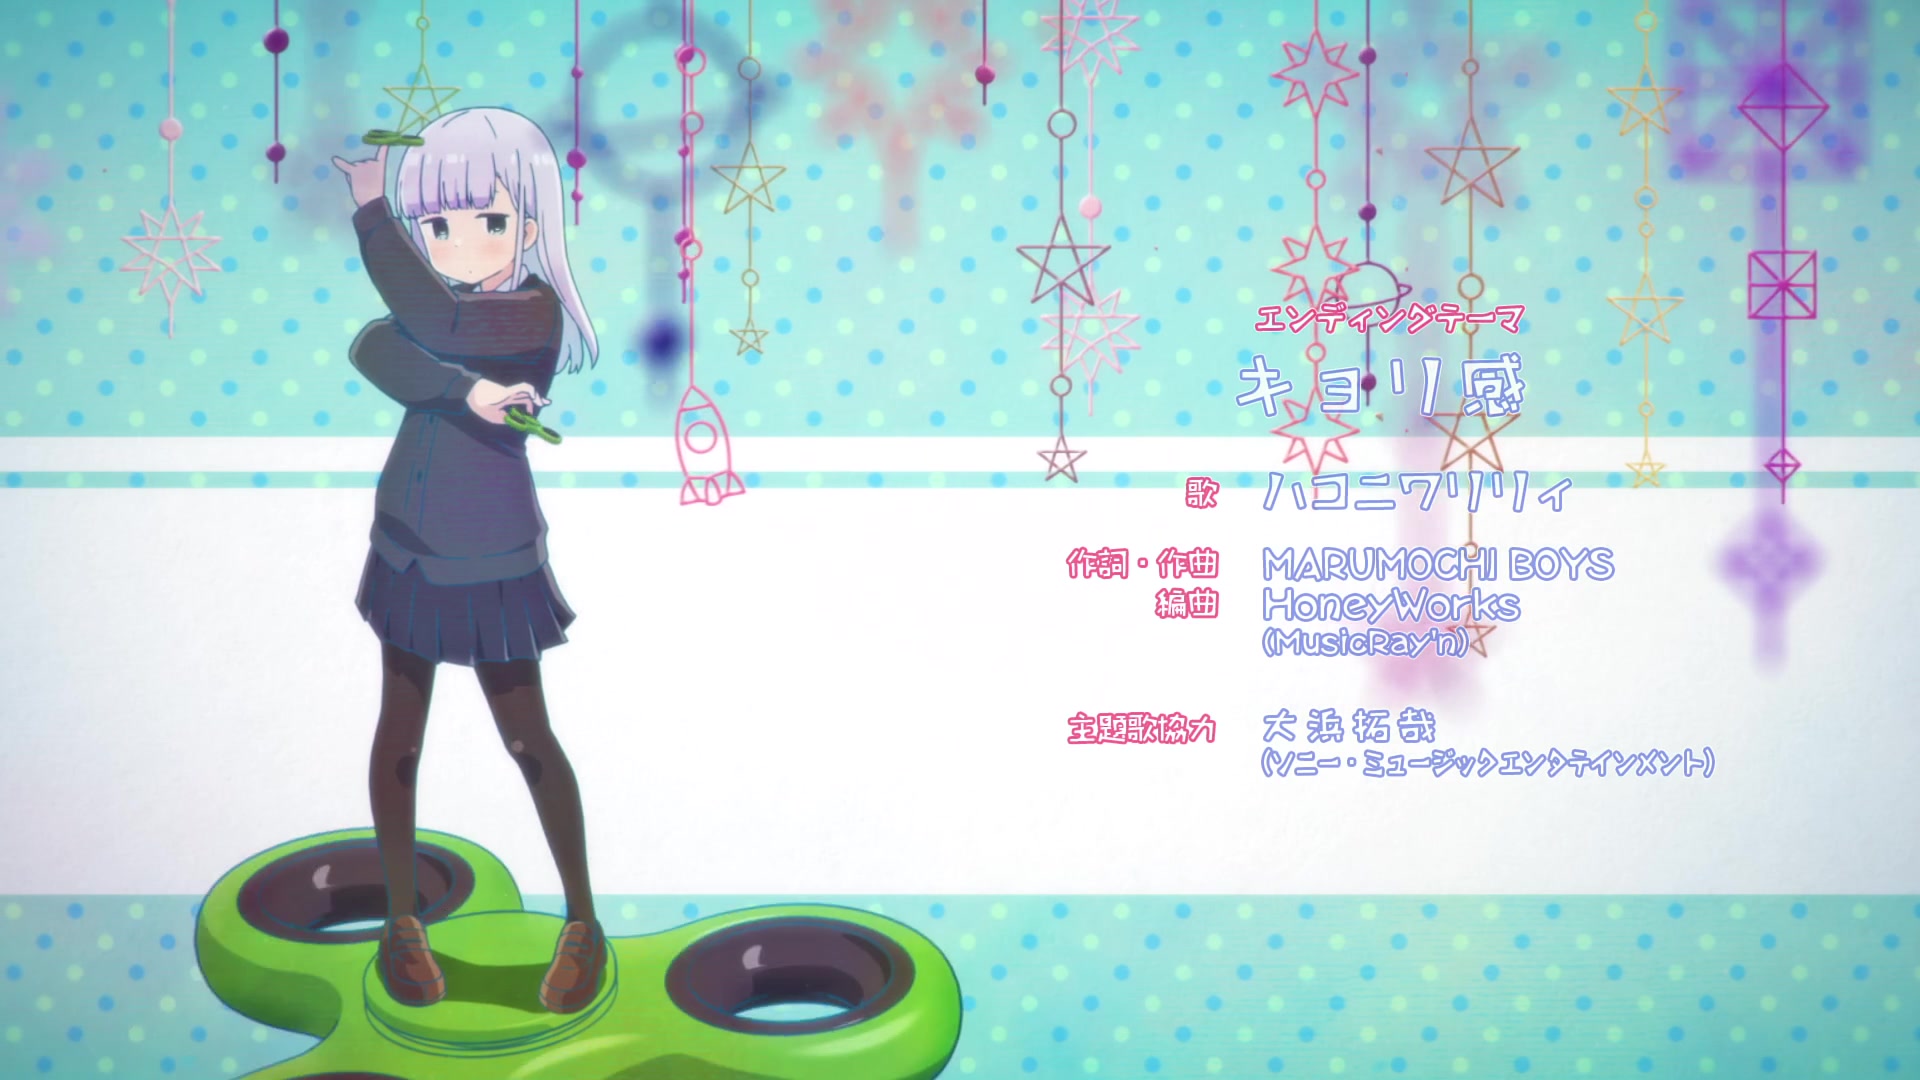 エンディングテーマ
キョリ感
歌 ハコニワリリィ
作詞・作曲 MARUMOCHI BOYS
編曲 HoneyWorks
(MusicRay'n)
主題歌協力 大浜拓哉
(ソニー・ミュージックエンタテインメント)